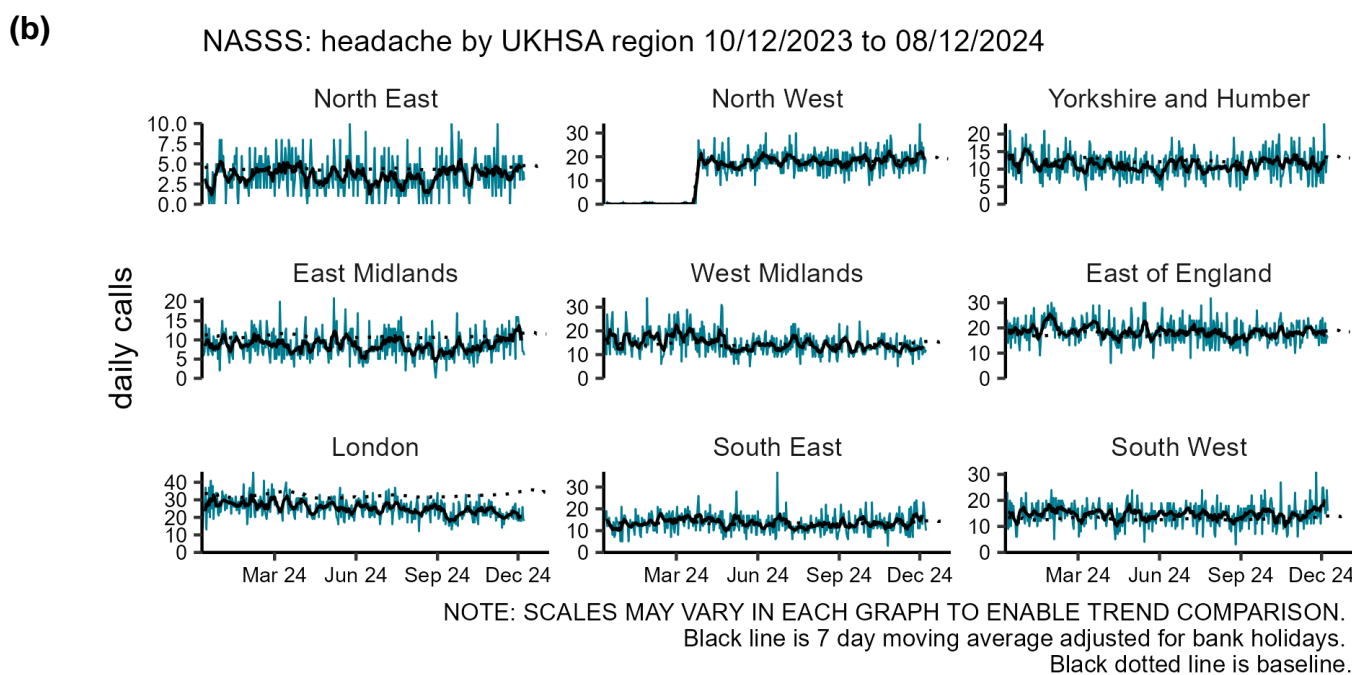 (b)
NASSS: headache by UKHSA region 10/12/2023 to 08/12/2024
North East
North West
Yorkshire and Humber
10.0
7.5
5.0
2.5
0.0
30
20
10
0
20
15
10
5
0
daily calls
East Midlands
West Midlands
East of England
20
15
10
5
0
30
20
10
0
30
20
10
0
London
South East
South West
40
30
20
10
0
30
20
10
0
30
20
10
0
Mar 24 Jun 24 Sep 24 Dec 24
Mar 24 Jun 24 Sep 24 Dec 24
Mar 24 Jun 24 Sep 24 Dec 24
NOTE: SCALES MAY VARY IN EACH GRAPH TO ENABLE TREND COMPARISON.
Black line is 7 day moving average adjusted for bank holidays.
Black dotted line is baseline.